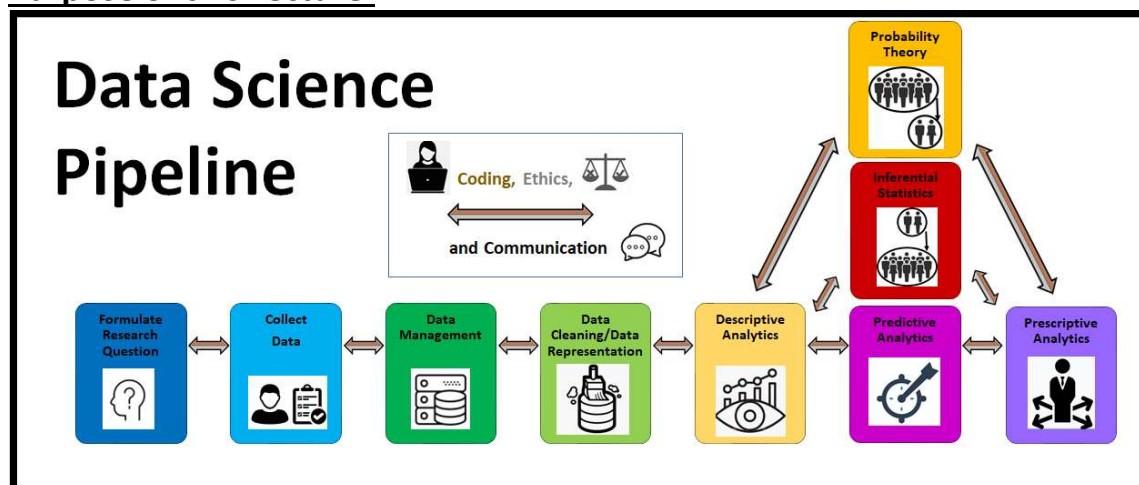 Data Science
Pipeline
Coding, Ethics,
and Communication
Probability
Theory
Inferential
Statistics
Formulate
Research
Question
Collect
Data
Data
Management
Data
Cleaning/Data
Representation
Descriptive
Analytics
Predictive
Analytics
Prescriptive
Analytics